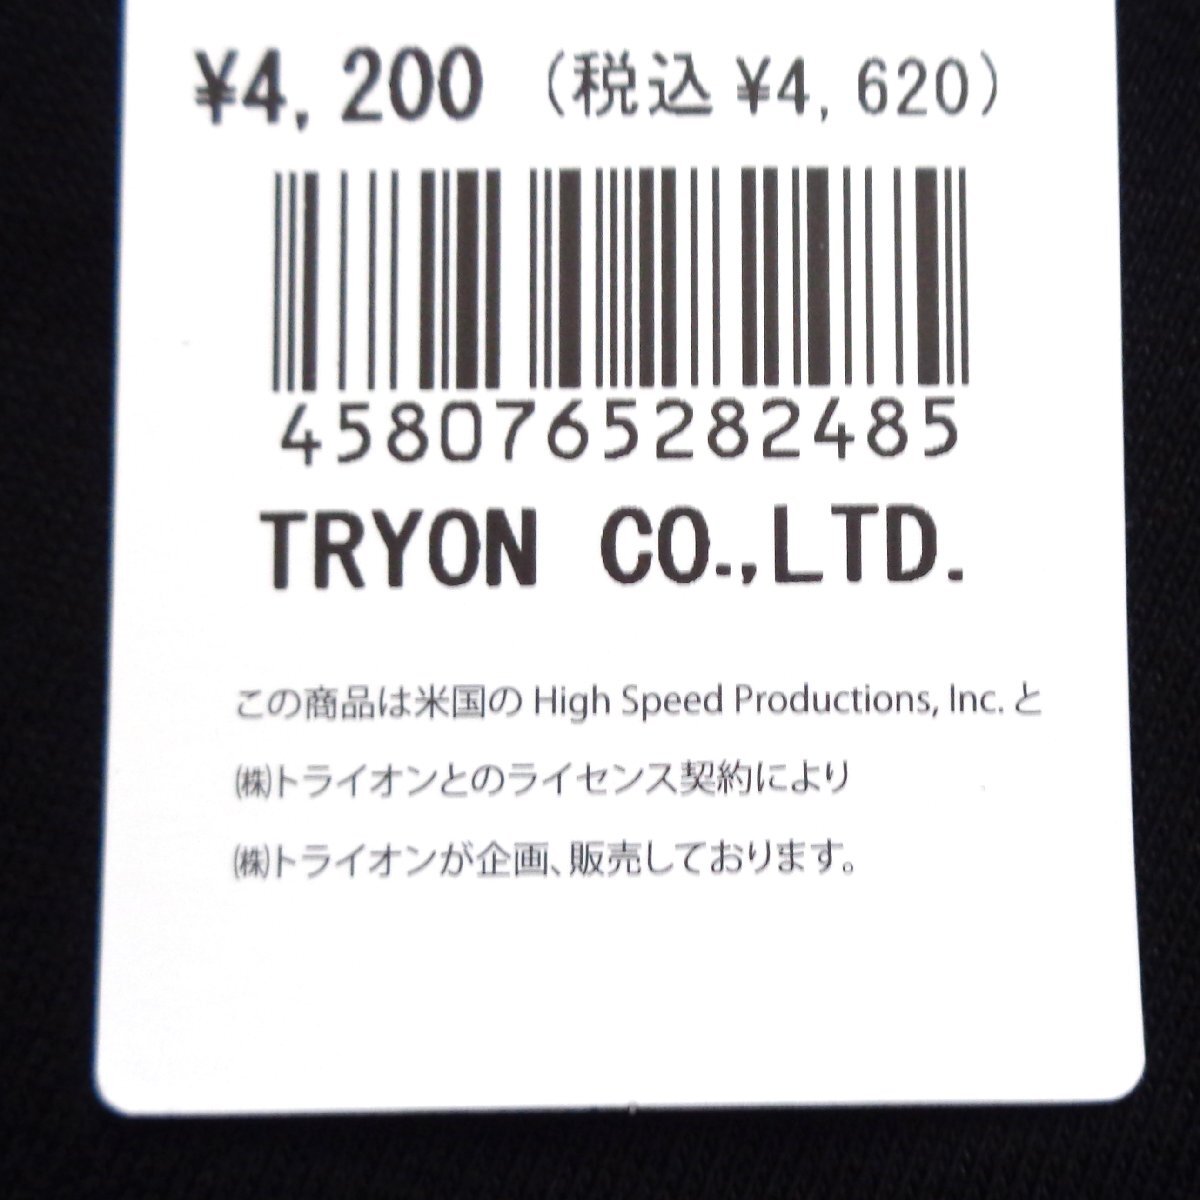 ¥4,200 (税込 ¥4,620)
4580765282485
TRYON CO.,LTD.
この商品は米国の High Speed Productions, Inc. と
㈱トライオンとのライセンス契約により
㈱トライオンが企画、販売しております。